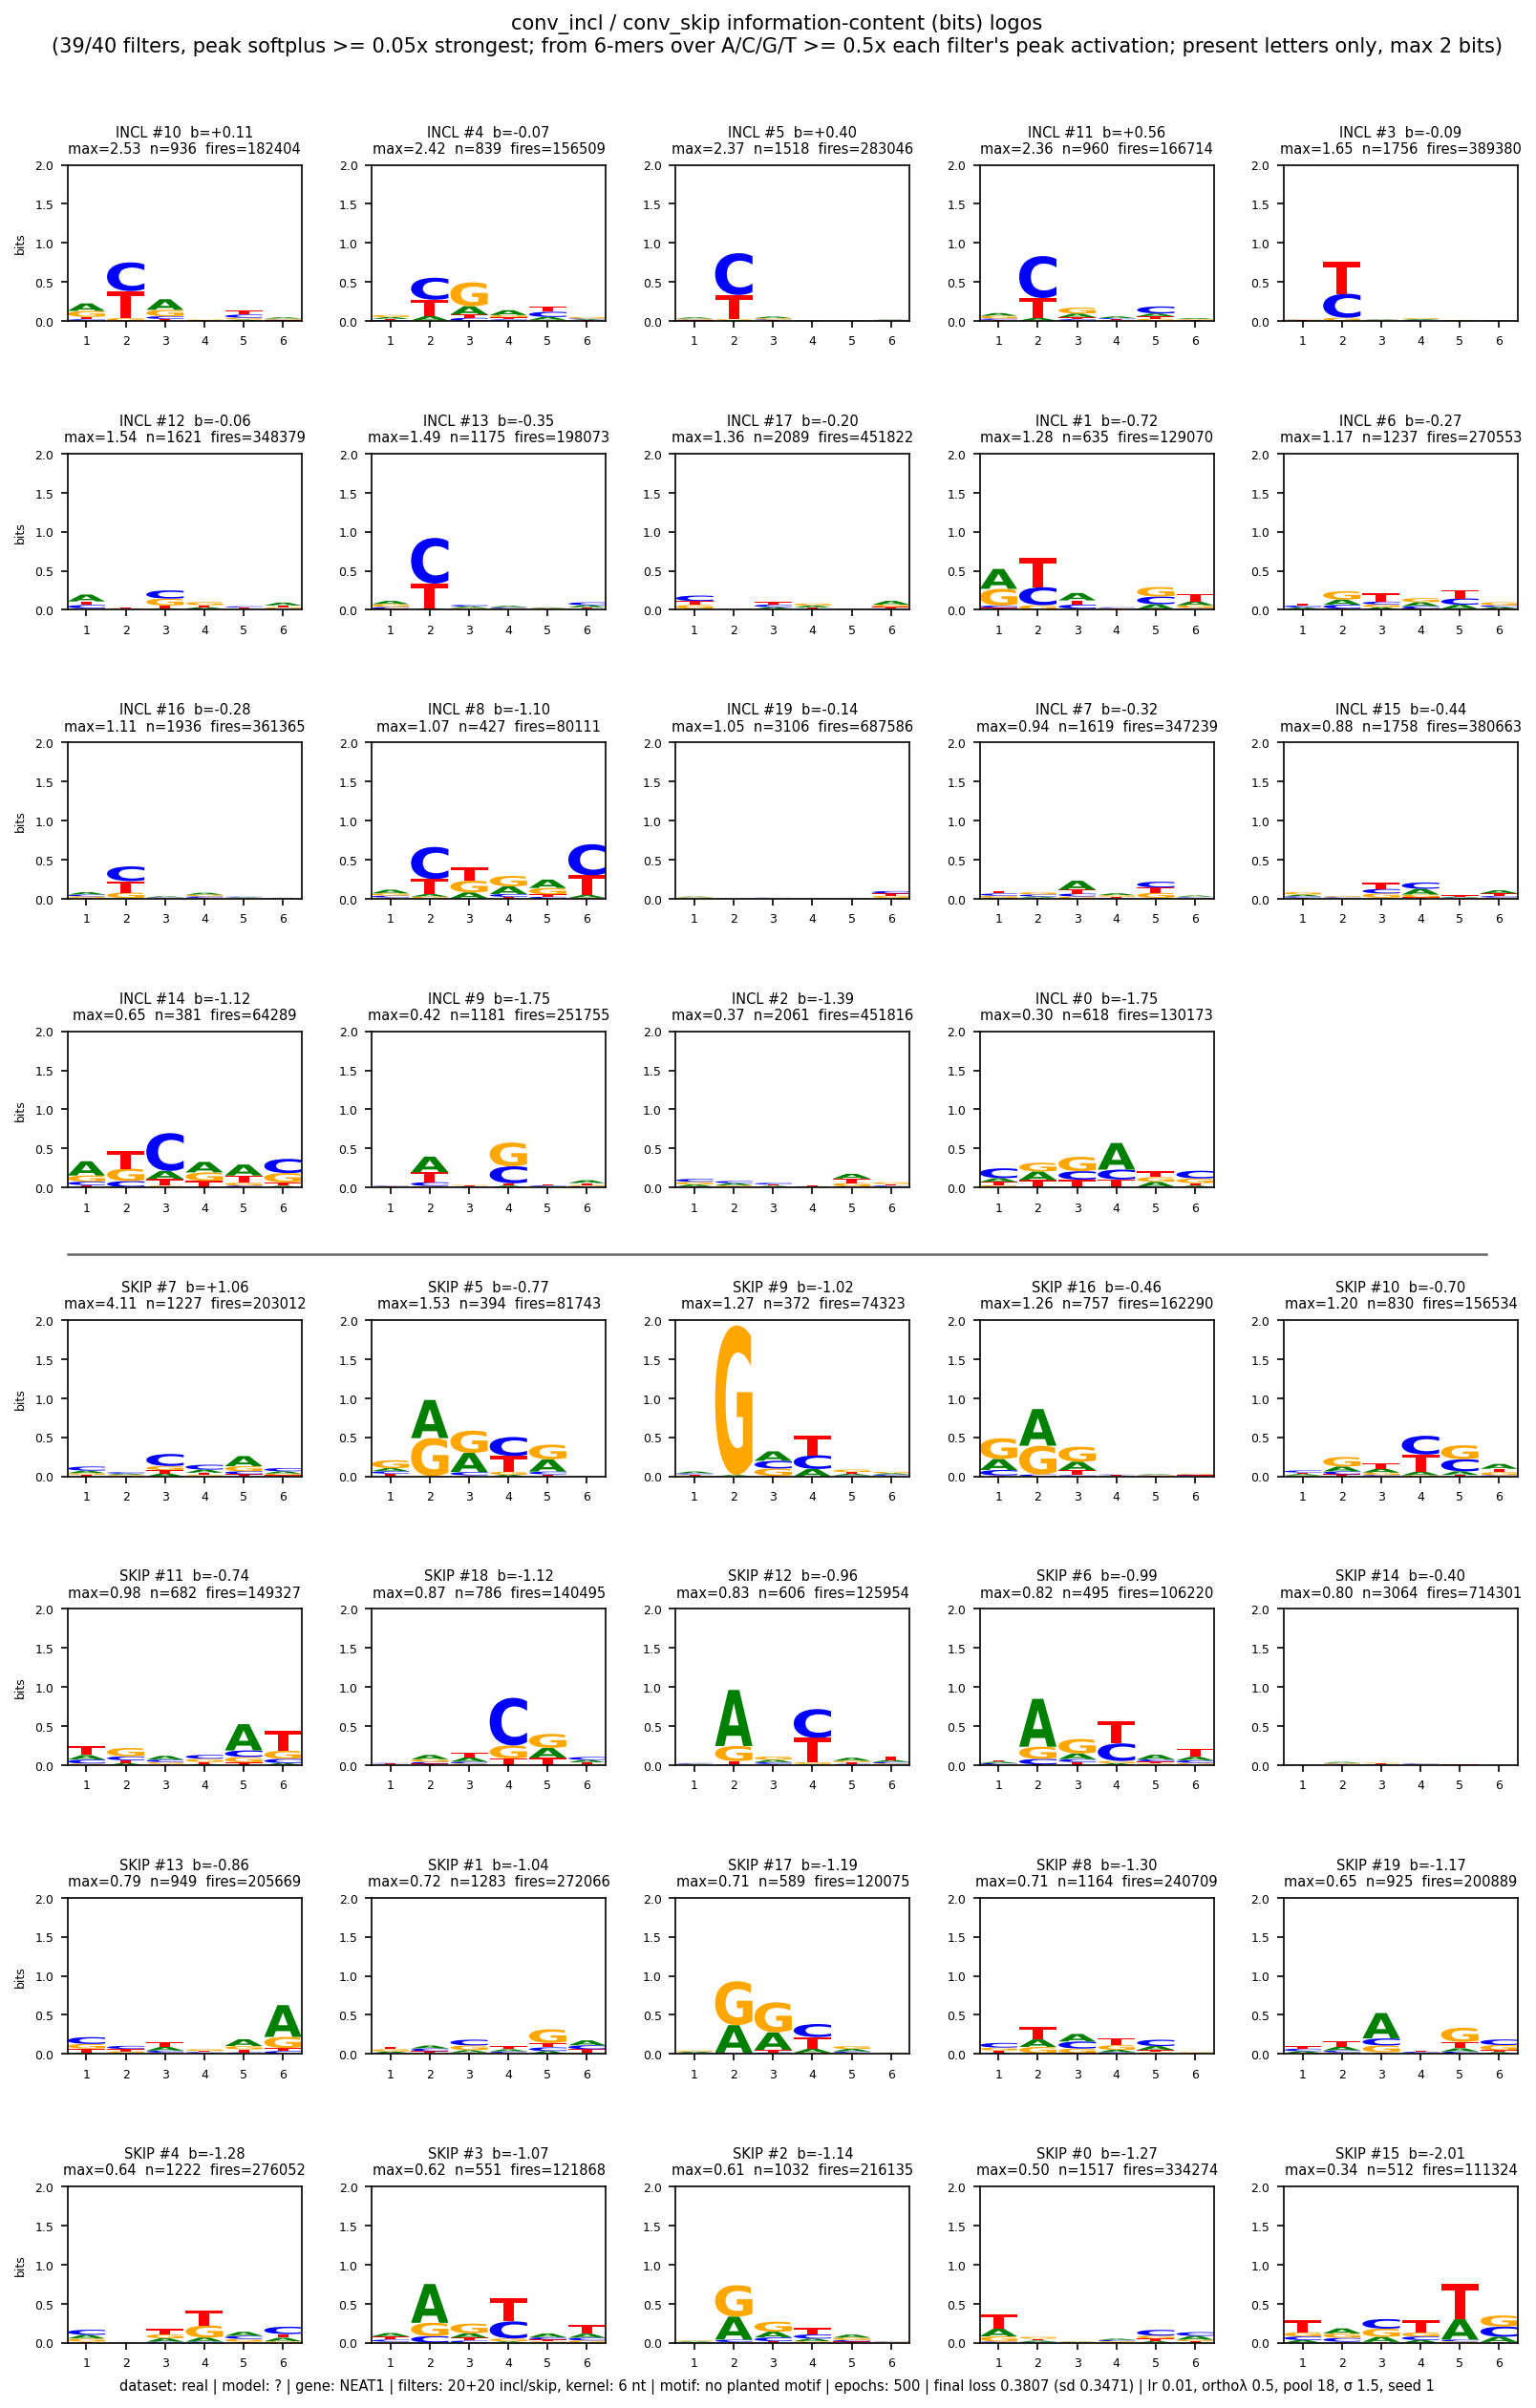 conv_incl / conv_skip information-content (bits) logos
(39/40 filters, peak softplus >= 0.05x strongest; from 6-mers over A/C/G/T >= 0.5x each filter's peak activation; present letters only, max 2 bits)
INCL #10 b=+0.11
max=2.53 n=936 fires=182404
INCL #4 b=-0.07
max=2.42 n=839 fires=156509
INCL #5 b=+0.40
max=2.37 n=1518 fires=283046
INCL #11 b=+0.56
max=2.36 n=960 fires=166714
INCL #3 b=-0.09
max=1.65 n=1756 fires=389380
INCL #12 b=-0.06
max=1.54 n=1621 fires=348379
INCL #13 b=-0.35
max=1.49 n=1175 fires=198073
INCL #17 b=-0.20
max=1.36 n=2089 fires=451822
INCL #1 b=-0.72
max=1.28 n=635 fires=129070
INCL #6 b=-0.27
max=1.17 n=1237 fires=270553
INCL #16 b=-0.28
max=1.11 n=1936 fires=361365
INCL #8 b=-1.10
max=1.07 n=427 fires=80111
INCL #19 b=-0.14
max=1.05 n=3106 fires=687586
INCL #7 b=-0.32
max=0.94 n=1619 fires=347239
INCL #15 b=-0.44
max=0.88 n=1758 fires=380663
INCL #14 b=-1.12
max=0.65 n=381 fires=64289
INCL #9 b=-1.75
max=0.42 n=1181 fires=251755
INCL #2 b=-1.39
max=0.37 n=2061 fires=451816
INCL #0 b=-1.75
max=0.30 n=618 fires=130173
SKIP #7 b=+1.06
max=4.11 n=1227 fires=203012
SKIP #5 b=-0.77
max=1.53 n=394 fires=81743
SKIP #9 b=-1.02
max=1.27 n=372 fires=74323
SKIP #16 b=-0.46
max=1.26 n=757 fires=162290
SKIP #10 b=-0.70
max=1.20 n=830 fires=156534
SKIP #11 b=-0.74
max=0.98 n=682 fires=149327
SKIP #18 b=-1.12
max=0.87 n=786 fires=140495
SKIP #12 b=-0.96
max=0.83 n=606 fires=125954
SKIP #6 b=-0.99
max=0.82 n=495 fires=106220
SKIP #14 b=-0.40
max=0.80 n=3064 fires=714301
SKIP #13 b=-0.86
max=0.79 n=949 fires=205669
SKIP #1 b=-1.04
max=0.72 n=1283 fires=272066
SKIP #17 b=-1.19
max=0.71 n=589 fires=120075
SKIP #8 b=-1.30
max=0.71 n=1164 fires=240709
SKIP #19 b=-1.17
max=0.65 n=925 fires=200889
SKIP #4 b=-1.28
max=0.64 n=1222 fires=276052
SKIP #3 b=-1.07
max=0.62 n=551 fires=121868
SKIP #2 b=-1.14
max=0.61 n=1032 fires=216135
SKIP #0 b=-1.27
max=0.50 n=1517 fires=334274
SKIP #15 b=-2.01
max=0.34 n=512 fires=111324
dataset: real | model: ? | gene: NEAT1 | filters: 20+20 incl/skip, kernel: 6 nt | motif: no planted motif | epochs: 500 | final loss 0.3807 (sd 0.3471) | lr 0.01, orthoλ 0.5, pool 18, σ 1.5, seed 1